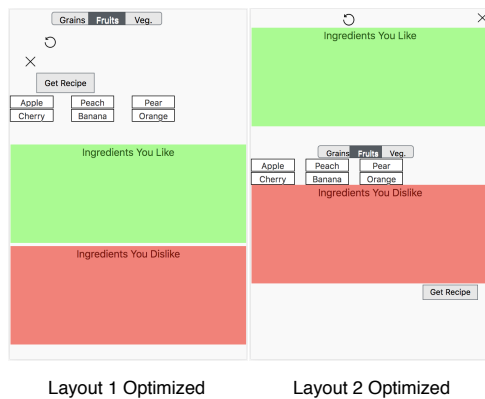 Grains Fruits Veg.
Get Recipe
Apple Peach Pear
Cherry Banana Orange
Ingredients You Like
Ingredients You Dislike
Layout 1 Optimized
Ingredients You Like
Grains Fruits Veg.
Apple Peach Pear
Cherry Banana Orange
Ingredients You Dislike
Get Recipe
Layout 2 Optimized